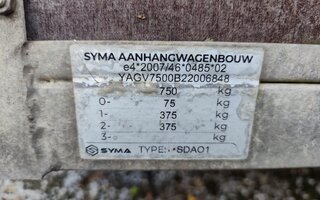 SYMA AANHANGWAGENBOUW
e4*2007/46*0485*02
YAGV7500B22006848
750 kg
0- 75 kg
1- 375 kg
2- 375 kg
3- kg
SYMA TYPE: *SDAO1